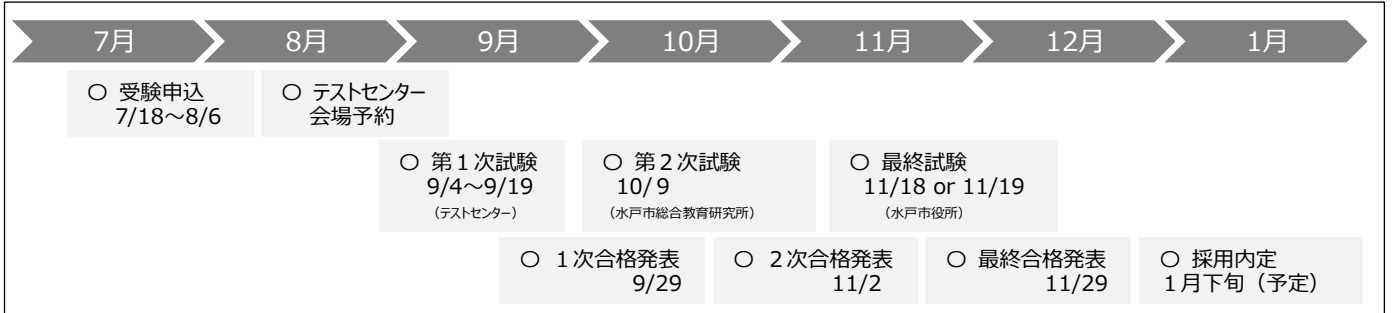 7月 8月 9月 10月 11月 12月 1月
○ 受験申込
7/18～8/6
○ テストセンター
会場予約
○ 第１次試験
9/4～9/19
（テストセンター）
○ 第２次試験
10/９
（水戸市総合教育研究所）
○ 最終試験
11/18 or 11/19
（水戸市役所）
○ １次合格発表
9/29
○ ２次合格発表
11/2
○ 最終合格発表
11/29
○ 採用内定
１月下旬（予定）